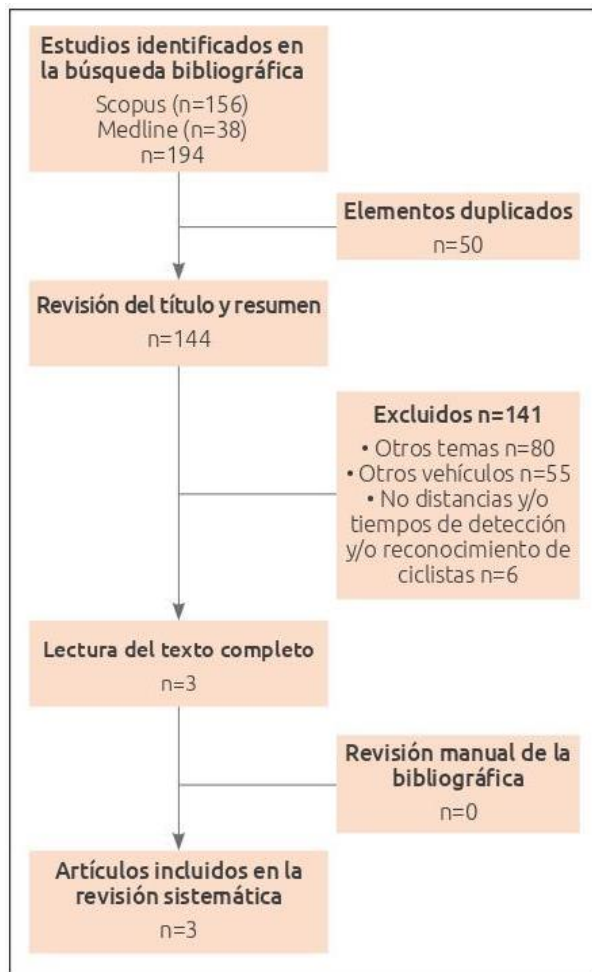 Estudios identificados en
la búsqueda bibliográfica
Scopus (n=156)
Medline (n=38)
n=194
Elementos duplicados
n=50
Revisión del título y resumen
n=144
Excluidos n=141
• Otros temas n=80
• Otros vehículos n=55
• No distancias y/o
tiempos de detección
y/o reconocimiento de
ciclistas n=6
Lectura del texto completo
n=3
Revisión manual de la
bibliográfica
n=0
Artículos incluidos en la
revisión sistemática
n=3